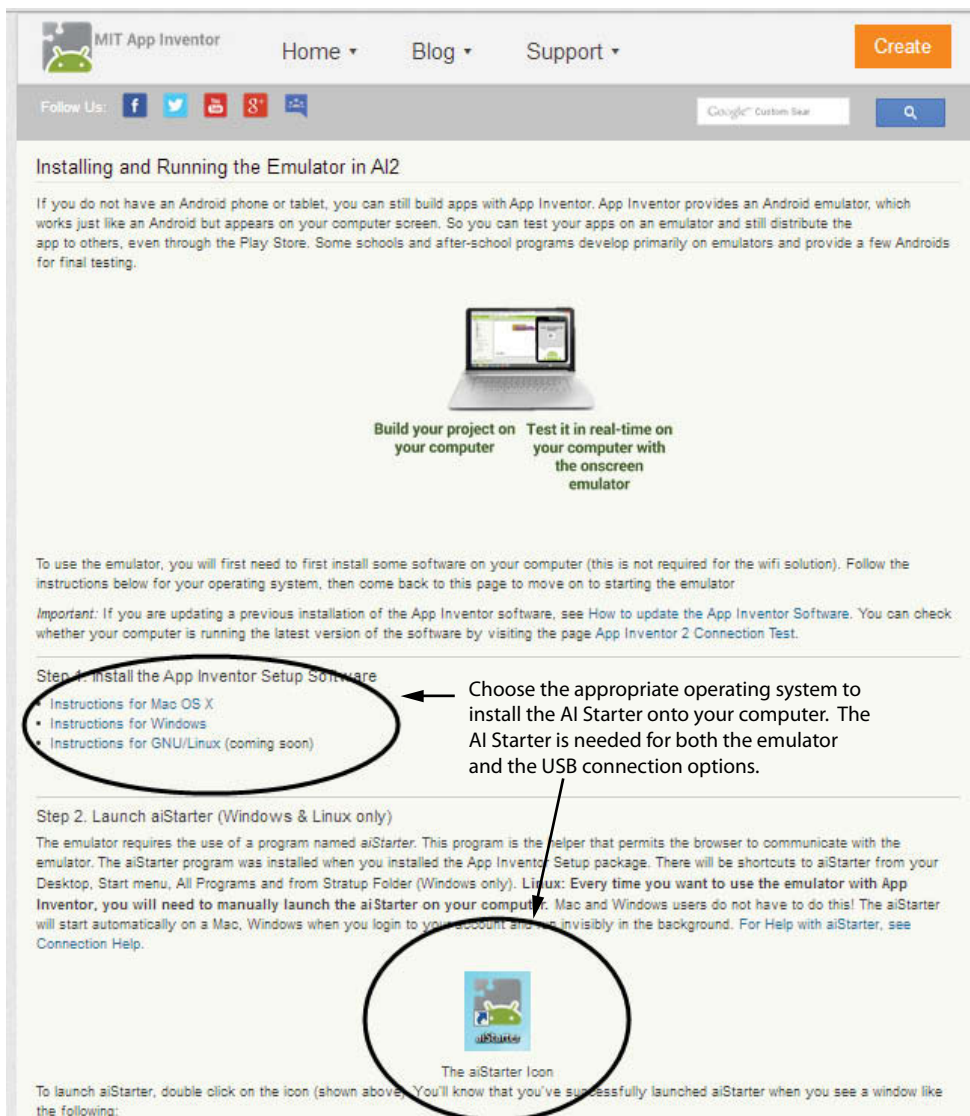 MIT App Inventor
Home
Blog
Support
Create
Follow Us:
Google™ Custom Sear
Installing and Running the Emulator in AI2
If you do not have an Android phone or tablet, you can still build apps with App Inventor. App Inventor provides an Android emulator, which
works just like an Android but appears on your computer screen. So you can test your apps on an emulator and still distribute the
app to others, even through the Play Store. Some schools and after-school programs develop primarily on emulators and provide a few Androids
for final testing.
Build your project on
your computer
Test it in real-time on
your computer with
the onscreen
emulator
To use the emulator, you will first need to first install some software on your computer (this is not required for the wifi solution). Follow the
instructions below for your operating system, then come back to this page to move on to starting the emulator
Important: If you are updating a previous installation of the App Inventor software, see How to update the App Inventor Software. You can check
whether your computer is running the latest version of the software by visiting the page App Inventor 2 Connection Test.
Step 1. Install the App Inventor Setup Software
• Instructions for Mac OS X
• Instructions for Windows
• Instructions for GNU/Linux (coming soon)
Choose the appropriate operating system to
install the AI Starter onto your computer. The
AI Starter is needed for both the emulator
and the USB connection options.
Step 2. Launch aiStarter (Windows & Linux only)
The emulator requires the use of a program named aiStarter. This program is the helper that permits the browser to communicate with the
emulator. The aiStarter program was installed when you installed the App Inventor Setup package. There will be shortcuts to aiStarter from your
Desktop, Start menu, All Programs and from Stratup Folder (Windows only). Linux: Every time you want to use the emulator with App
Inventor, you will need to manually launch the aiStarter on your computer. Mac and Windows users do not have to do this! The aiStarter
will start automatically on a Mac, Windows when you login to your account and run invisibly in the background. For Help with aiStarter, see
Connection Help.
aiStarter
The aiStarter Icon
To launch aiStarter, double click on the icon (shown above). You'll know that you've successfully launched aiStarter when you see a window like
the following: